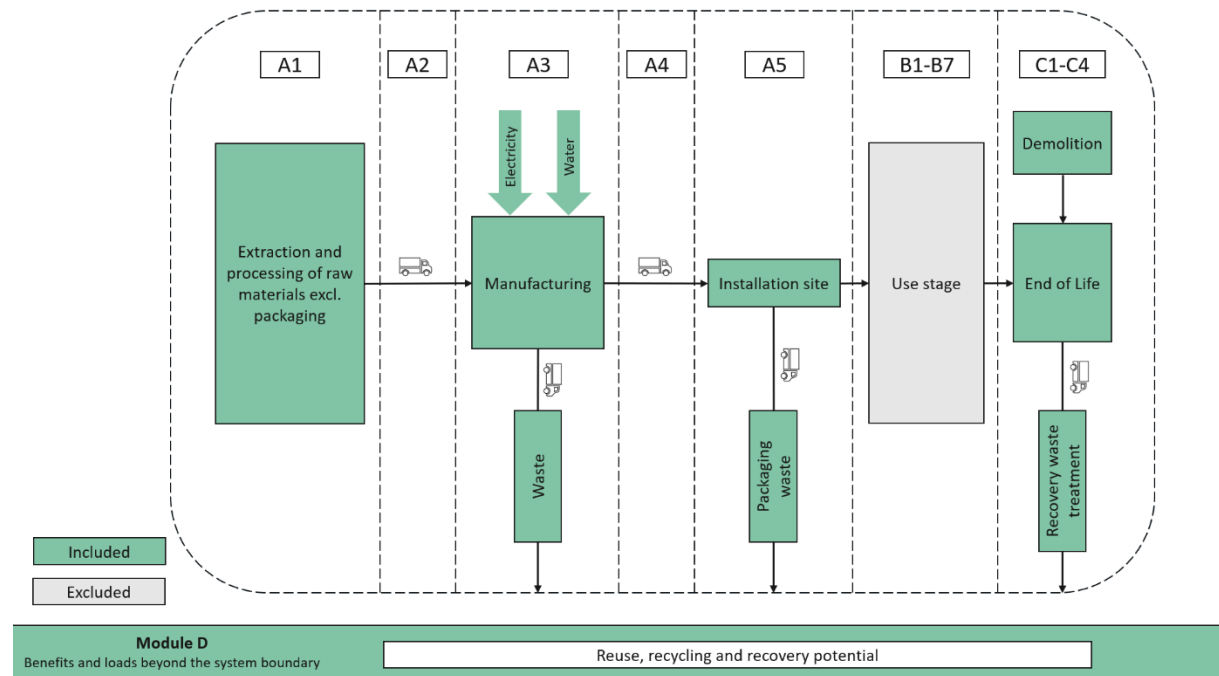 A1
A2
A3
A4
A5
B1-B7
C1-C4
Electricity
Water
Demolition
Extraction and
processing of raw
materials excl.
packaging
Manufacturing
Installation site
Use stage
End of Life
Waste
Packaging
waste
Recovery waste
treatment
Included
Excluded
Module D
Benefits and loads beyond the system boundary
Reuse, recycling and recovery potential